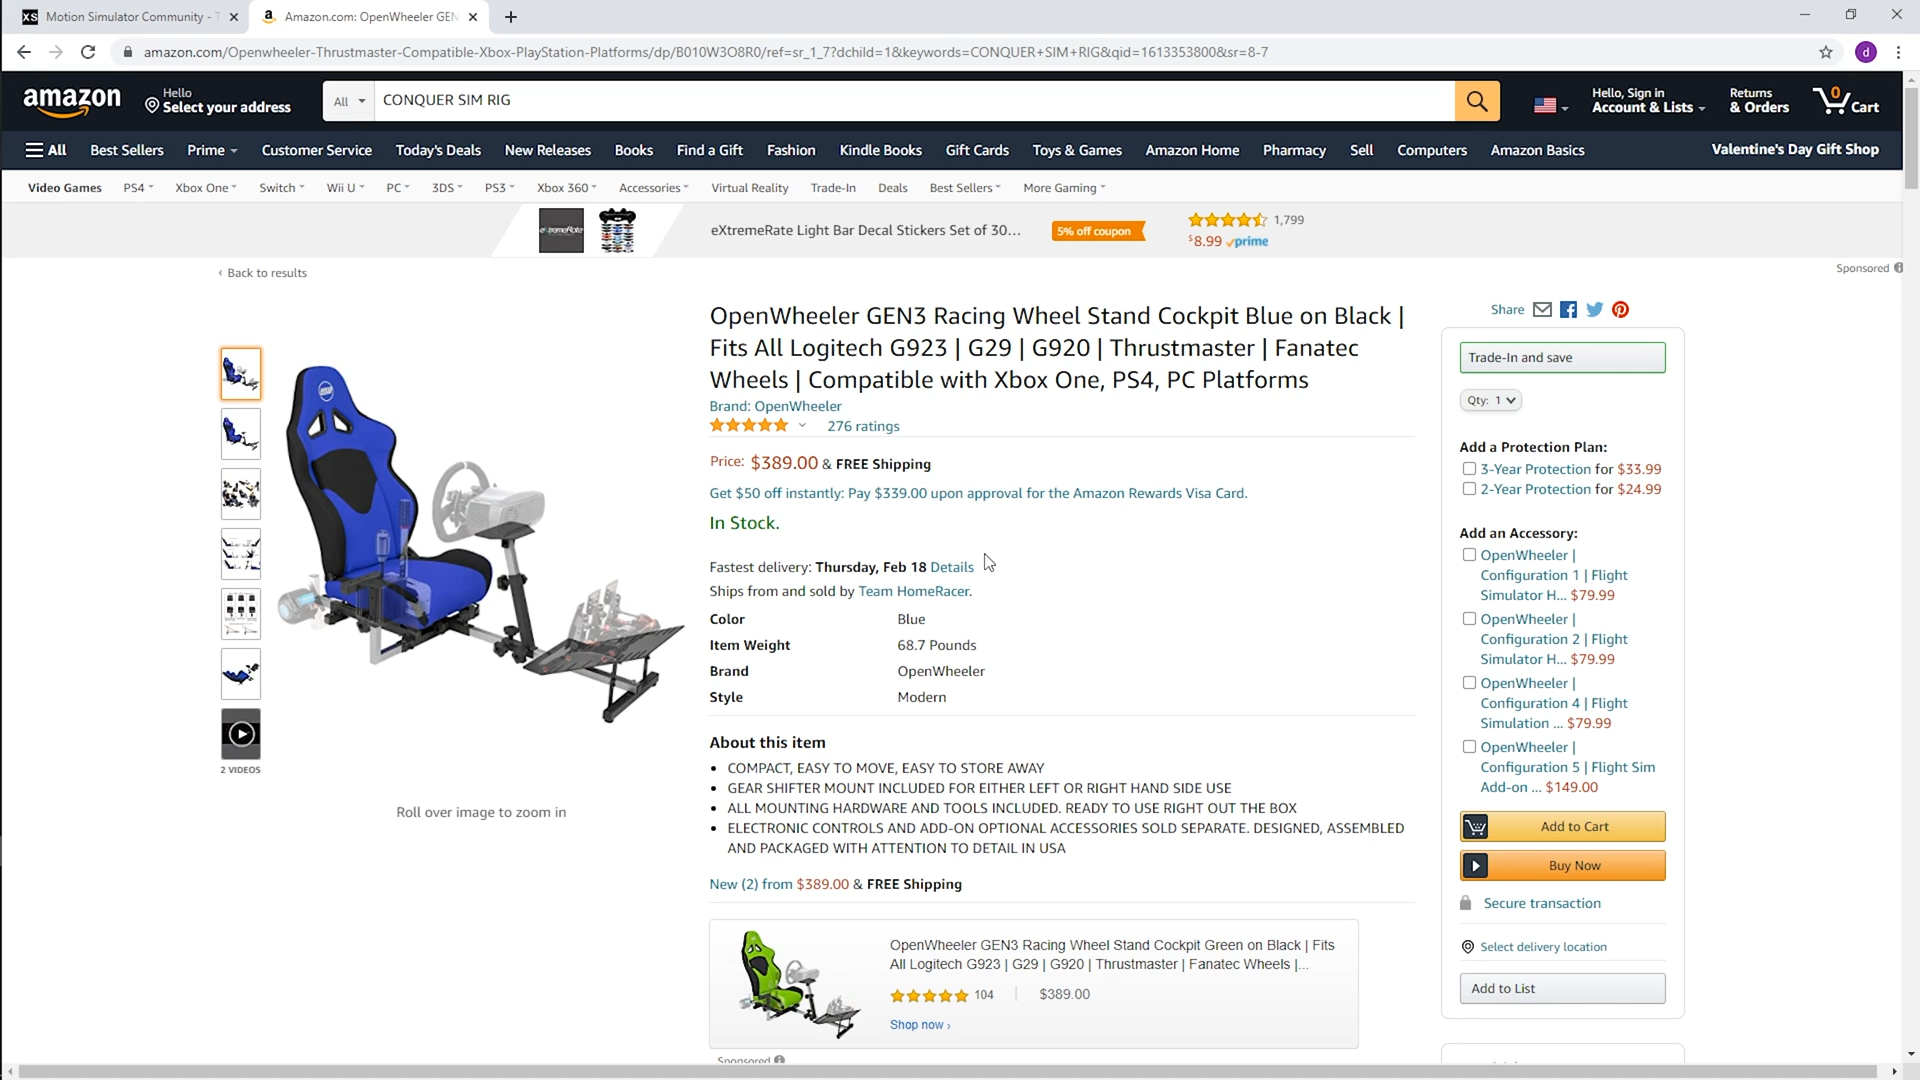 Motion Simulator Community - T
Amazon.com: OpenWheeler GEN
amazon.com/Openwheeler-Thrustmaster-Compatible-Xbox-PlayStation-Platforms/dp/B010W3O8R0/ref=sr_1_7?dchild=1&keywords=CONQUER+SIM+RIG&qid=1613353800&sr=8-7
d
amazon
Hello
Select your address
All
CONQUER SIM RIG
Hello, Sign in
Account & Lists
Returns
& Orders
0
Cart
All
Best Sellers
Prime
Customer Service
Today's Deals
New Releases
Books
Find a Gift
Fashion
Kindle Books
Gift Cards
Toys & Games
Amazon Home
Pharmacy
Sell
Computers
Amazon Basics
Valentine's Day Gift Shop
Video Games
PS4
Xbox One
Switch
Wii U
PC
3DS
PS3
Xbox 360
Accessories
Virtual Reality
Trade-In
Deals
Best Sellers
More Gaming
eXtremeRate
eXtremeRate Light Bar Decal Stickers Set of 30...
5% off coupon
1,799
$8.99 prime
‹ Back to results
Sponsored
OpenWheeler GEN3 Racing Wheel Stand Cockpit Blue on Black |
Fits All Logitech G923 | G29 | G920 | Thrustmaster | Fanatec
Wheels | Compatible with Xbox One, PS4, PC Platforms
Brand: OpenWheeler
276 ratings
Price: $389.00 & FREE Shipping
Get $50 off instantly: Pay $339.00 upon approval for the Amazon Rewards Visa Card.
In Stock.
Fastest delivery: Thursday, Feb 18 Details
Ships from and sold by Team HomeRacer.
Color Blue
Item Weight 68.7 Pounds
Brand OpenWheeler
Style Modern
About this item
• COMPACT, EASY TO MOVE, EASY TO STORE AWAY
• GEAR SHIFTER MOUNT INCLUDED FOR EITHER LEFT OR RIGHT HAND SIDE USE
• ALL MOUNTING HARDWARE AND TOOLS INCLUDED. READY TO USE RIGHT OUT THE BOX
• ELECTRONIC CONTROLS AND ADD-ON OPTIONAL ACCESSORIES SOLD SEPARATE. DESIGNED, ASSEMBLED
AND PACKAGED WITH ATTENTION TO DETAIL IN USA
New (2) from $389.00 & FREE Shipping
2 VIDEOS
Roll over image to zoom in
OpenWheeler GEN3 Racing Wheel Stand Cockpit Green on Black | Fits
All Logitech G923 | G29 | G920 | Thrustmaster | Fanatec Wheels |...
104
$389.00
Shop now ›
Sponsored
Share
Trade-In and save
Qty: 1
Add a Protection Plan:
3-Year Protection for $33.99
2-Year Protection for $24.99
Add an Accessory:
OpenWheeler |
Configuration 1 | Flight
Simulator H... $79.99
OpenWheeler |
Configuration 2 | Flight
Simulator H... $79.99
OpenWheeler |
Configuration 4 | Flight
Simulation ... $79.99
OpenWheeler |
Configuration 5 | Flight Sim
Add-on ... $149.00
Add to Cart
Buy Now
Secure transaction
Select delivery location
Add to List